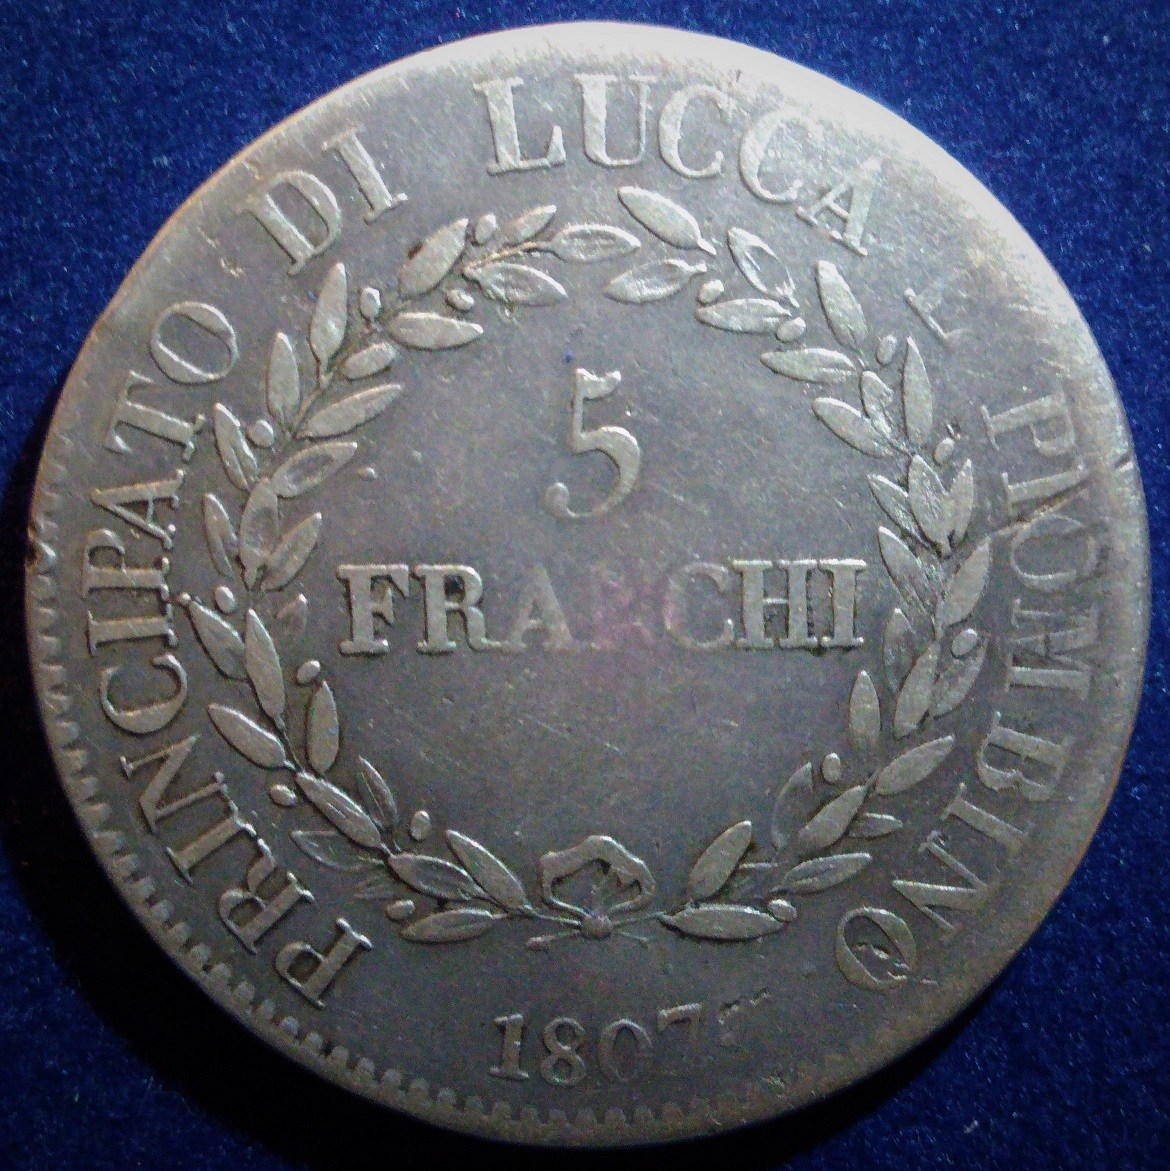 PRINCIPATO DI LUCCA E PIOMBINO
5
FRANCHI
1807